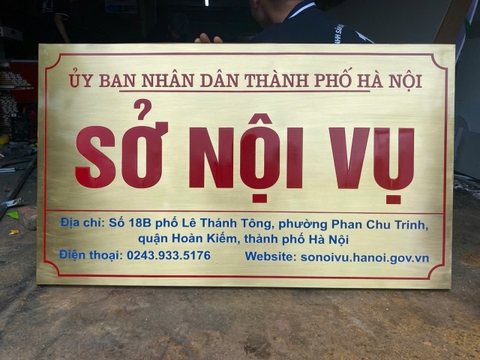 ỦY BAN NHÂN DÂN THÀNH PHỐ HÀ NỘI
SỞ NỘI VỤ
Địa chỉ: Số 18B phố Lê Thánh Tông, phường Phan Chu Trinh,
quận Hoàn Kiếm, thành phố Hà Nội
Điện thoại: 0243.933.5176 Website: sonoivu.hanoi.gov.vn